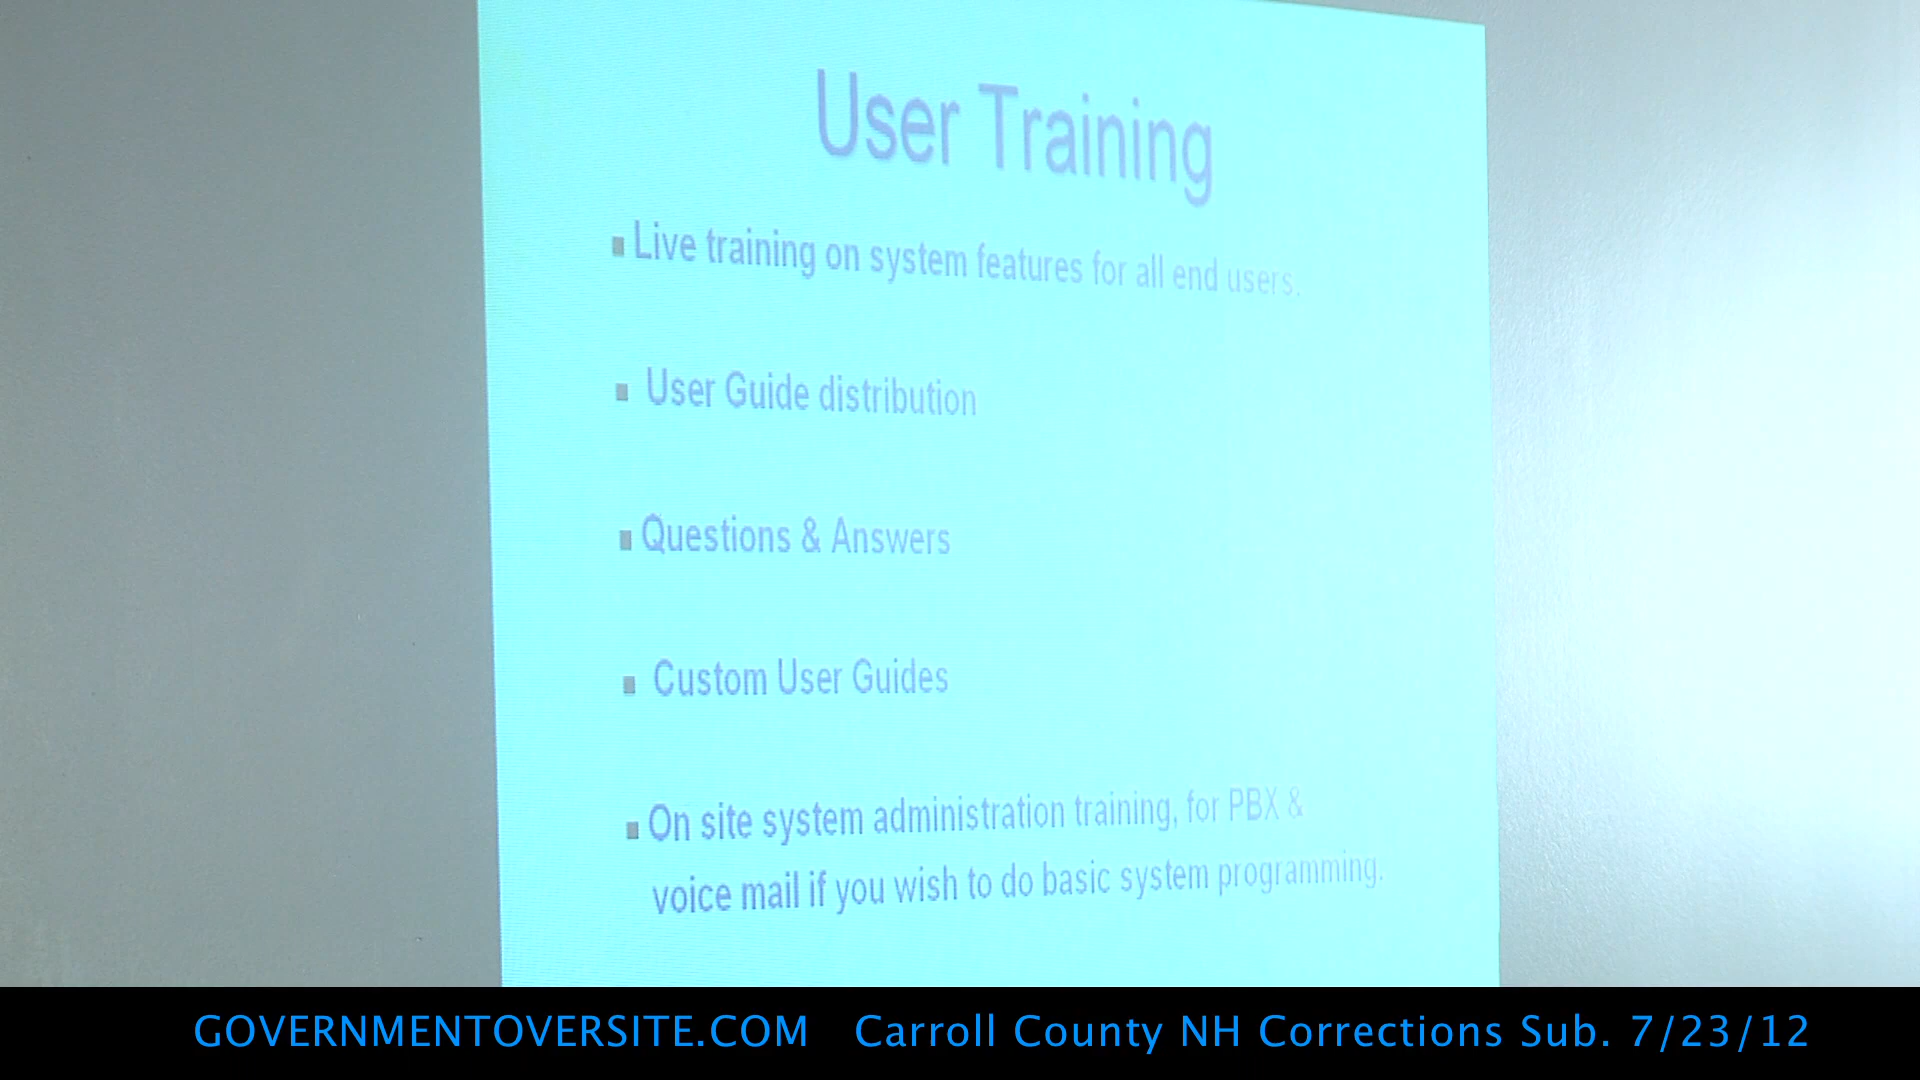 User Training
▪ Live training on system features for all end users.
▪ User Guide distribution
▪ Questions & Answers
▪ Custom User Guides
▪ On site system administration training, for PBX &
voice mail if you wish to do basic system programming.
GOVERNMENTOVERSITE.COM Carroll County NH Corrections Sub. 7/23/12